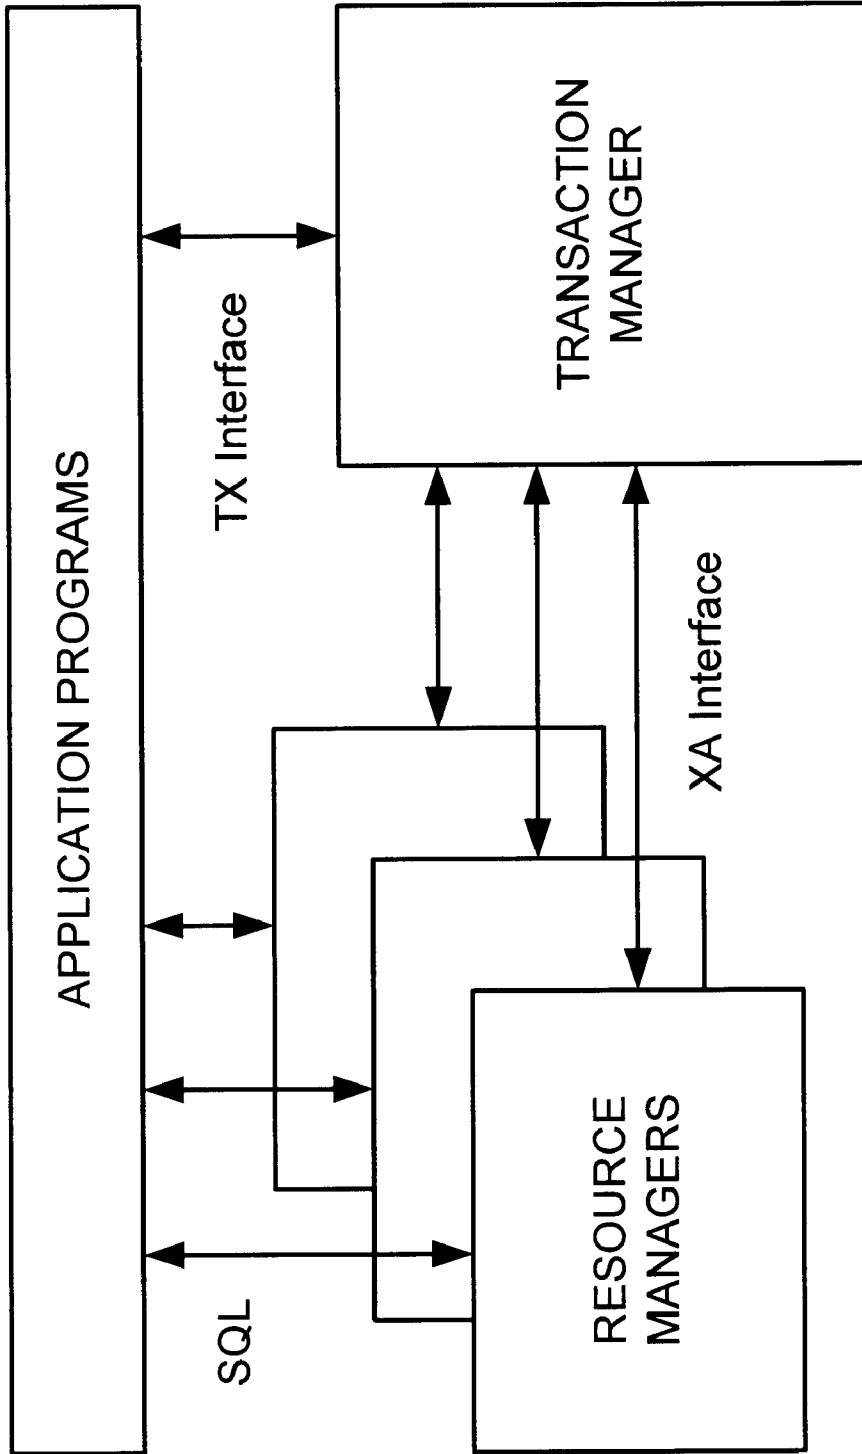 APPLICATION PROGRAMS
SQL
TX Interface
RESOURCE
MANAGERS
XA Interface
TRANSACTION
MANAGER